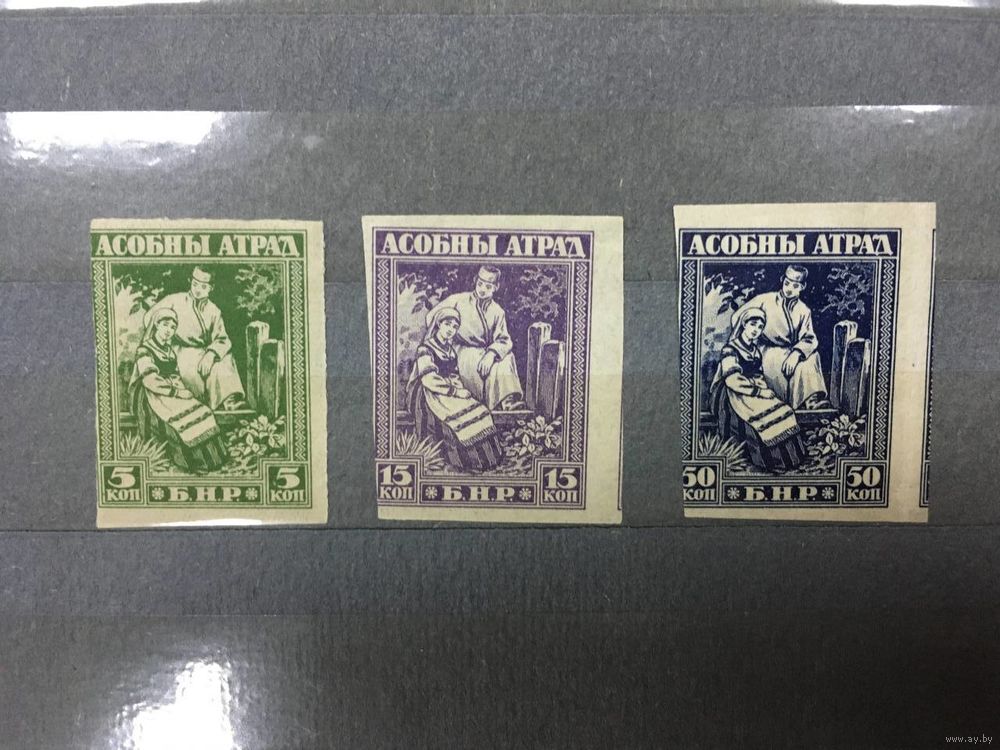 АСОБНЫ АТРАД
5 КОП * Б.Н.Р. * 5 КОП
АСОБНЫ АТРАД
15 КОП * Б.Н.Р. * 15 КОП
АСОБНЫ АТРАД
50 КОП * Б.Н.Р. * 50 КОП
www.ay.by